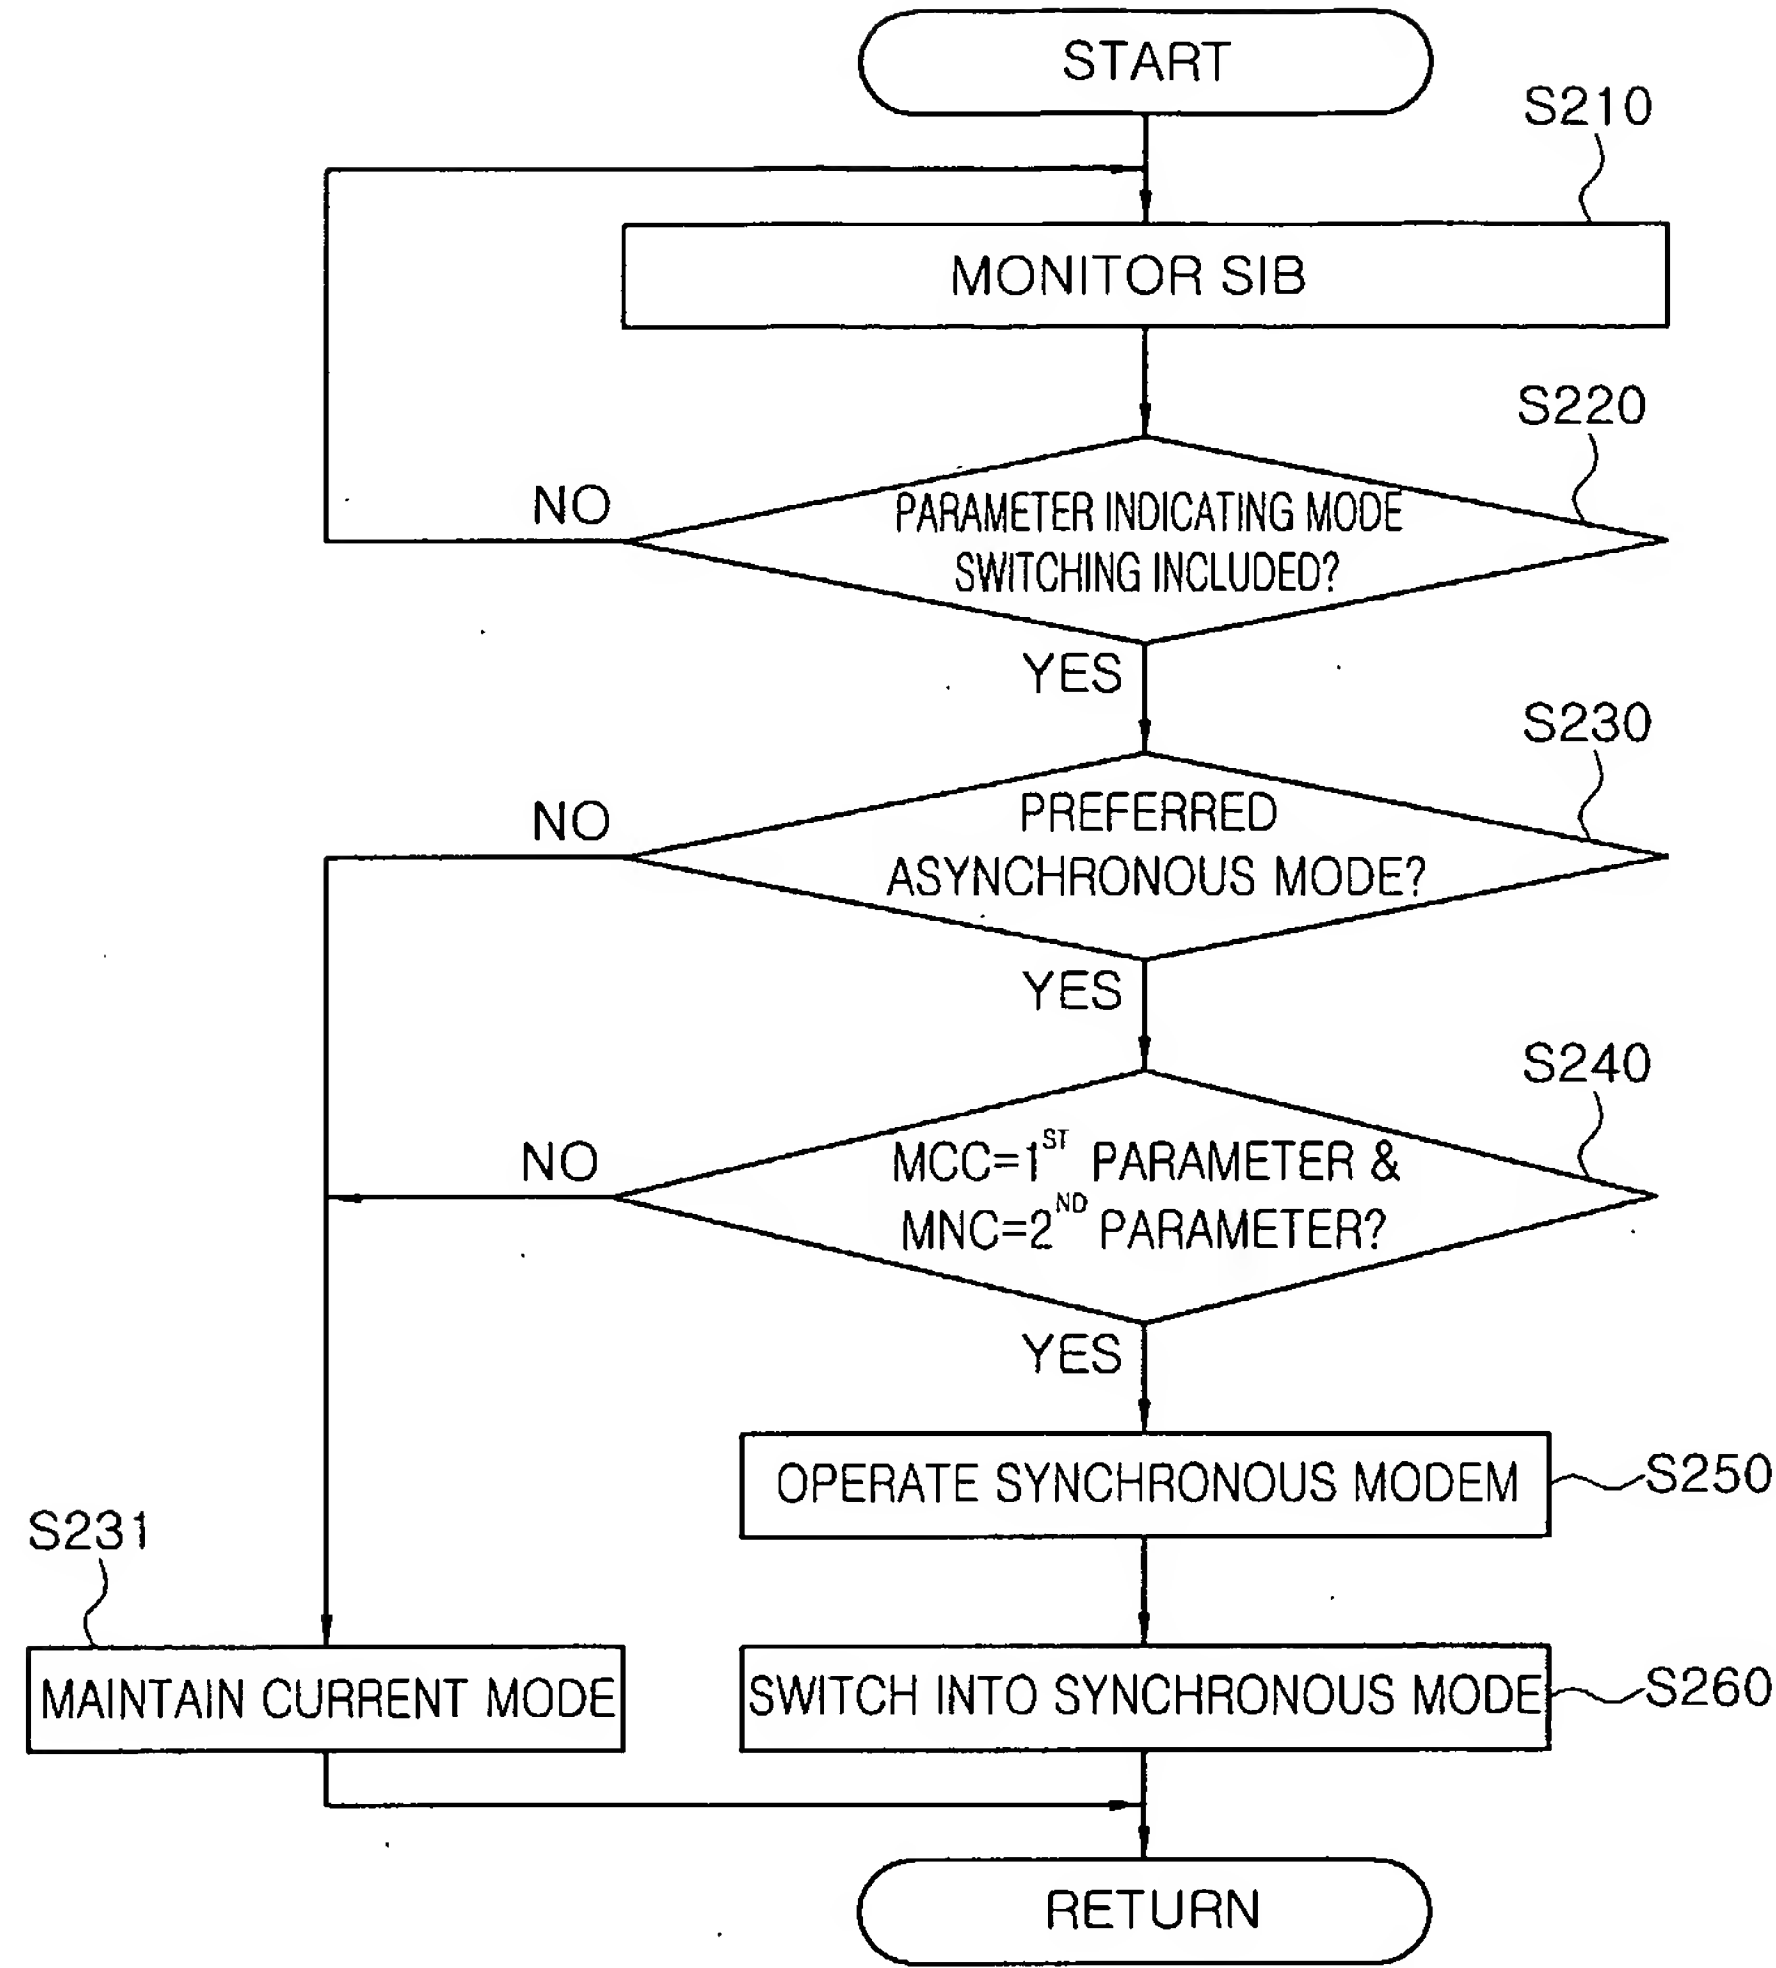 START
S210
MONITOR SIB
S220
NO
PARAMETER INDICATING MODE
SWITCHING INCLUDED?
YES
S230
NO
PREFERRED
ASYNCHRONOUS MODE?
YES
S240
NO
MCC=1ST PARAMETER &
MNC=2ND PARAMETER?
YES
OPERATE SYNCHRONOUS MODEM
S250
S231
MAINTAIN CURRENT MODE
SWITCH INTO SYNCHRONOUS MODE
S260
RETURN